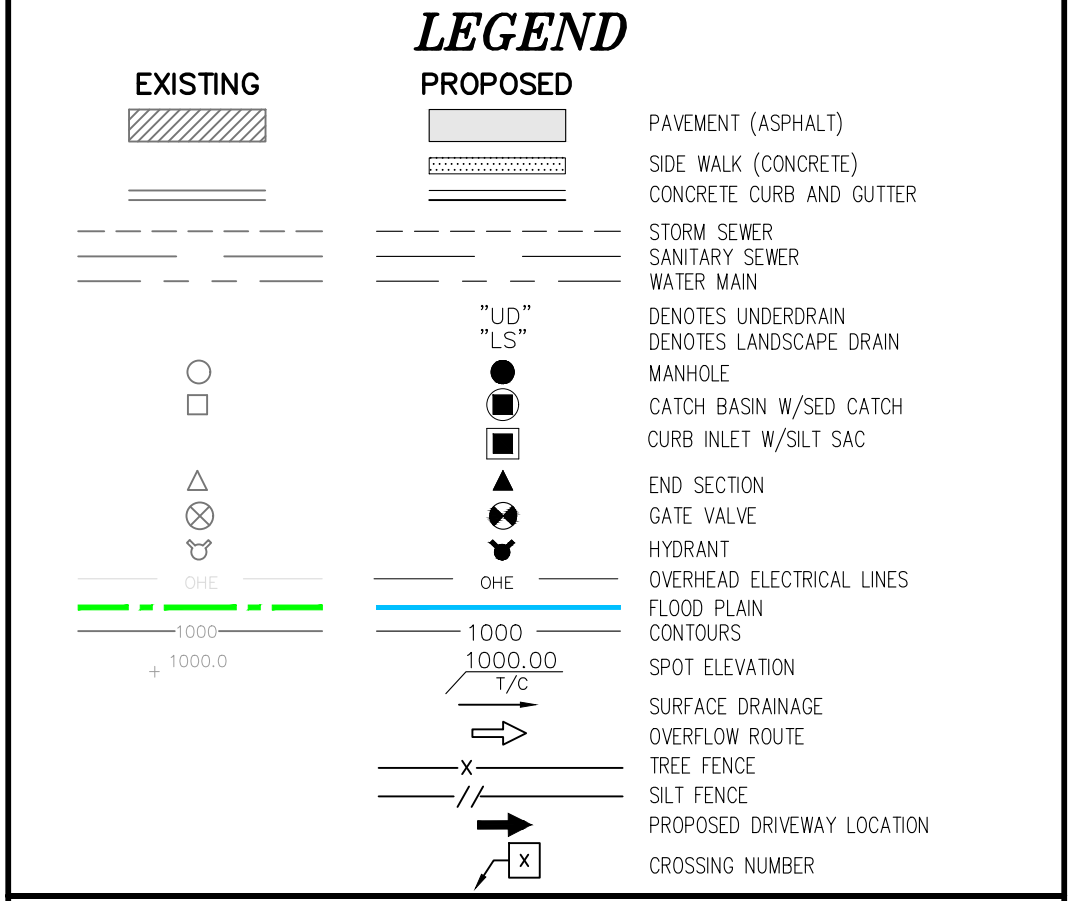 LEGEND
EXISTING PROPOSED
PAVEMENT (ASPHALT)
SIDE WALK (CONCRETE)
CONCRETE CURB AND GUTTER
STORM SEWER
SANITARY SEWER
WATER MAIN
"UD" DENOTES UNDERDRAIN
"LS" DENOTES LANDSCAPE DRAIN
MANHOLE
CATCH BASIN W/SED CATCH
CURB INLET W/SILT SAC
END SECTION
GATE VALVE
HYDRANT
OHE OHE OVERHEAD ELECTRICAL LINES
FLOOD PLAIN
1000 1000 CONTOURS
1000.0 1000.00 SPOT ELEVATION
T/C
SURFACE DRAINAGE
OVERFLOW ROUTE
X TREE FENCE
// SILT FENCE
PROPOSED DRIVEWAY LOCATION
X CROSSING NUMBER